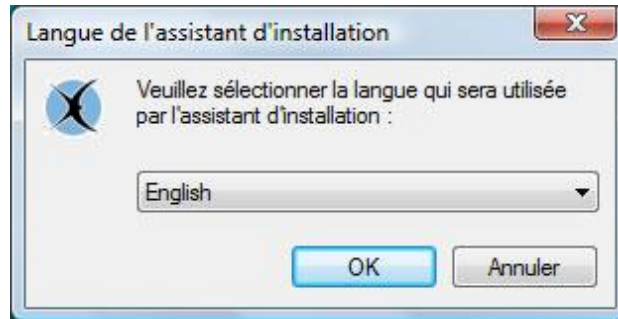 Langue de l'assistant d'installation
Veuillez sélectionner la langue qui sera utilisée
par l'assistant d'installation :
English
OK
Annuler